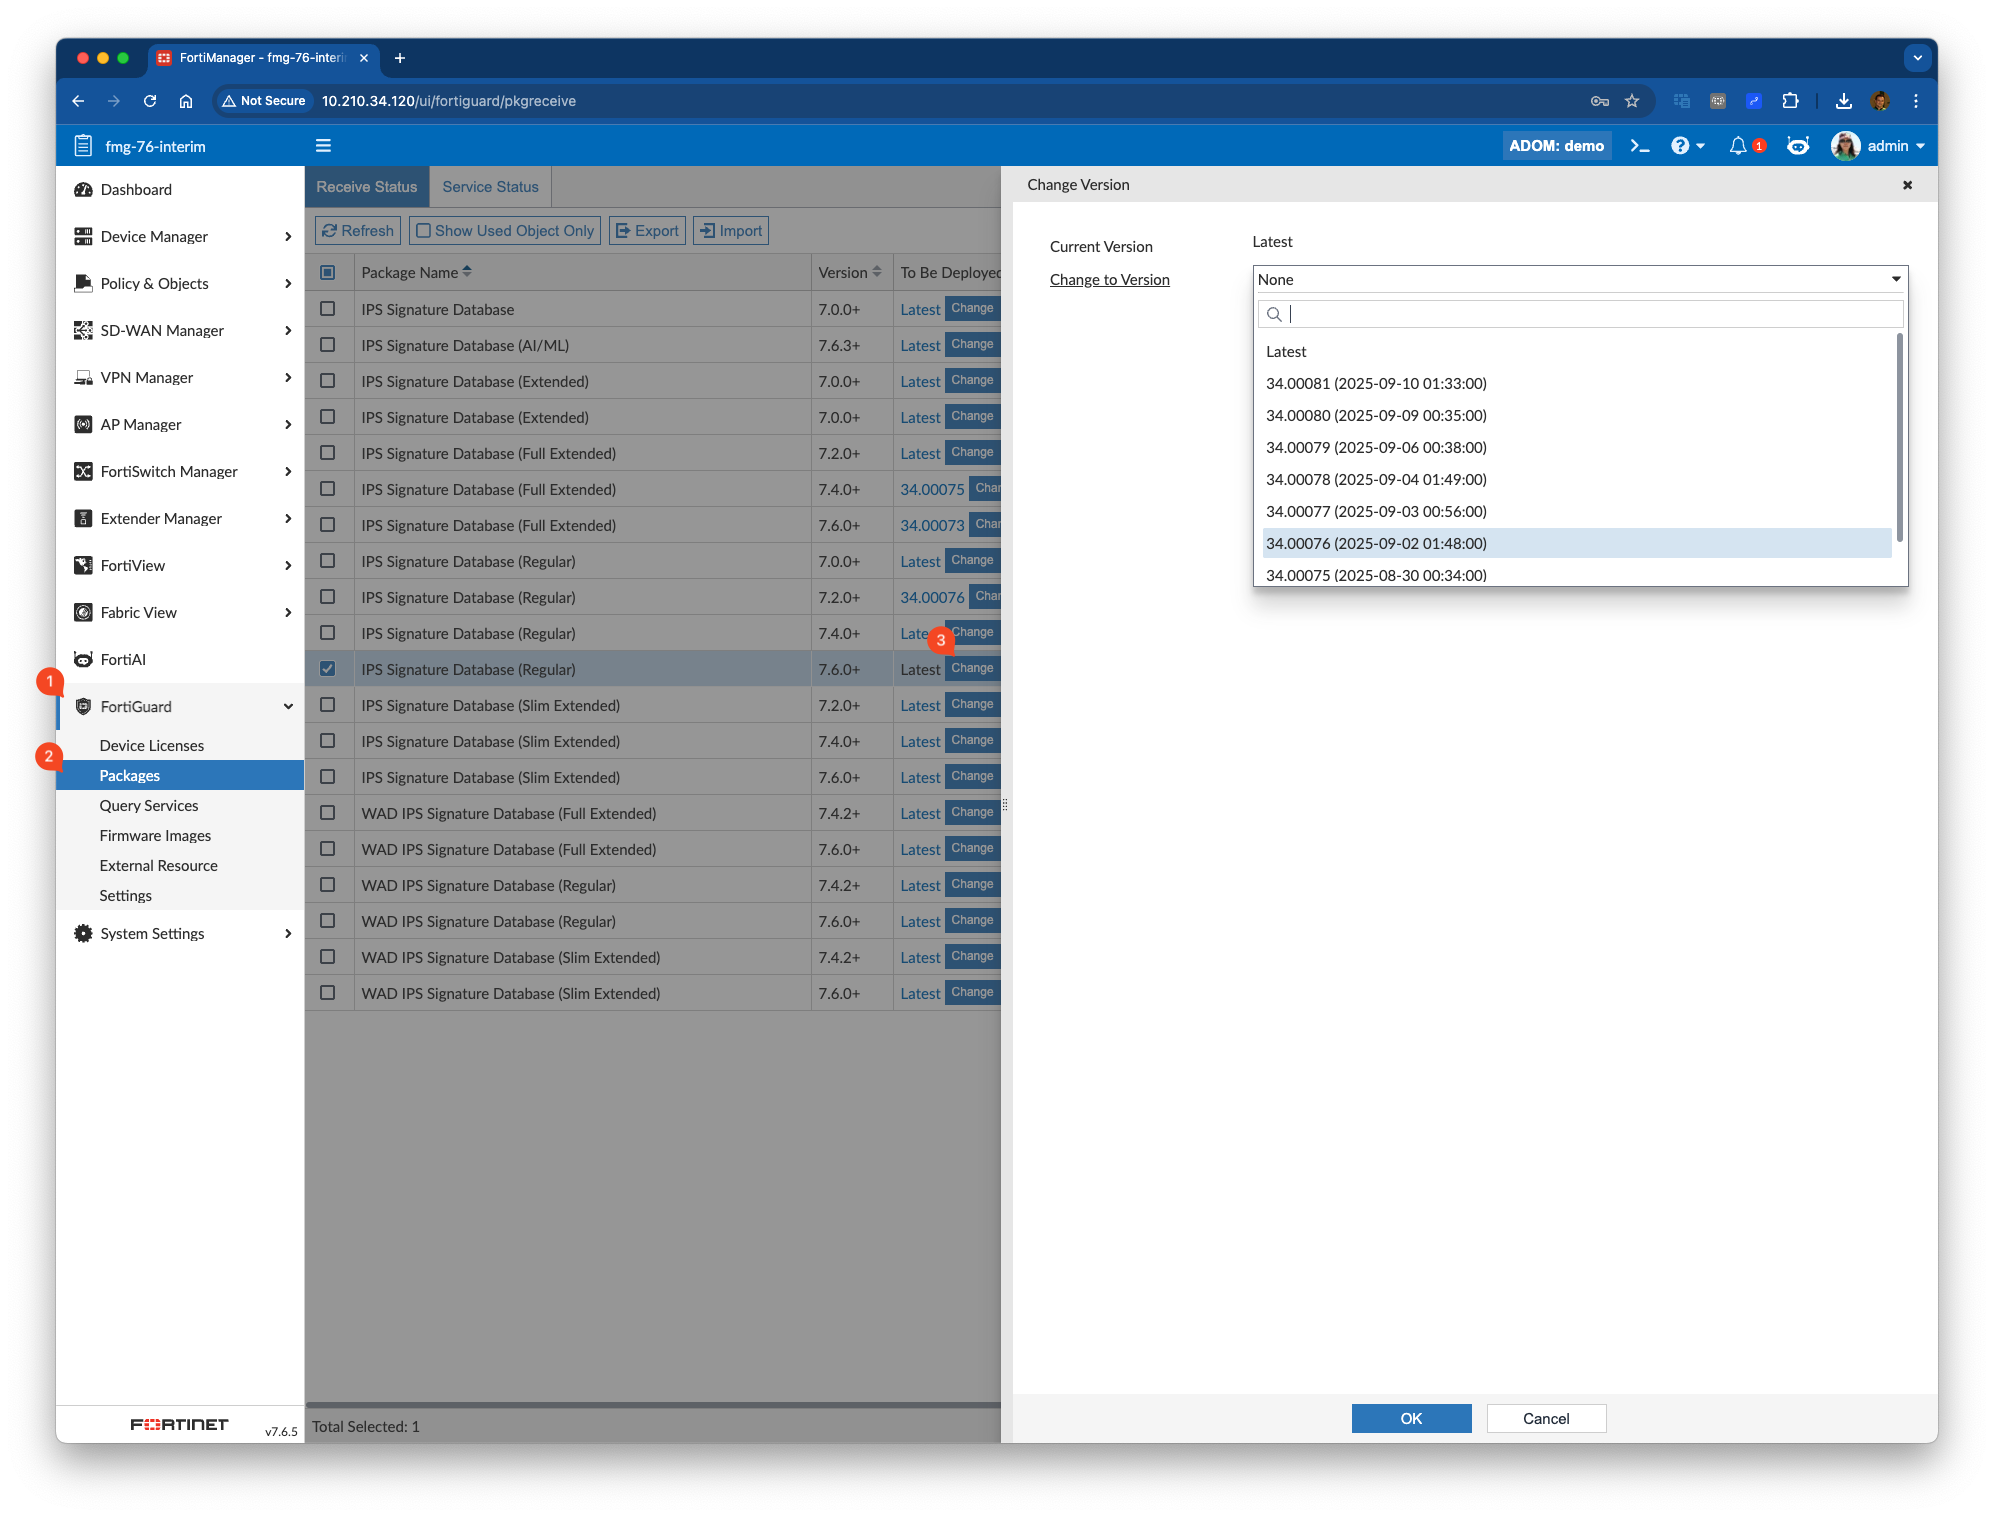 FortiManager - fmg-76-interi
Not Secure
10.210.34.120/ui/fortiguard/pkgreceive
fmg-76-interim
ADOM: demo
1
admin
Dashboard
Device Manager
Policy & Objects
SD-WAN Manager
VPN Manager
AP Manager
FortiSwitch Manager
Extender Manager
FortiView
Fabric View
FortiAI
1
FortiGuard
Device Licenses
2
Packages
Query Services
Firmware Images
External Resource
Settings
System Settings
FORTINET
v7.6.5
Receive Status
Service Status
Refresh
Show Used Object Only
Export
Import
Package Name Version To Be Deployed
IPS Signature Database 7.0.0+ Latest Change
IPS Signature Database (AI/ML) 7.6.3+ Latest Change
IPS Signature Database (Extended) 7.0.0+ Latest Change
IPS Signature Database (Extended) 7.0.0+ Latest Change
IPS Signature Database (Full Extended) 7.2.0+ Latest Change
IPS Signature Database (Full Extended) 7.4.0+ 34.00075 Char
IPS Signature Database (Full Extended) 7.6.0+ 34.00073 Char
IPS Signature Database (Regular) 7.0.0+ Latest Change
IPS Signature Database (Regular) 7.2.0+ 34.00076 Char
IPS Signature Database (Regular) 7.4.0+ Late Change
3
IPS Signature Database (Regular) 7.6.0+ Latest Change
IPS Signature Database (Slim Extended) 7.2.0+ Latest Change
IPS Signature Database (Slim Extended) 7.4.0+ Latest Change
IPS Signature Database (Slim Extended) 7.6.0+ Latest Change
WAD IPS Signature Database (Full Extended) 7.4.2+ Latest Change
WAD IPS Signature Database (Full Extended) 7.6.0+ Latest Change
WAD IPS Signature Database (Regular) 7.4.2+ Latest Change
WAD IPS Signature Database (Regular) 7.6.0+ Latest Change
WAD IPS Signature Database (Slim Extended) 7.4.2+ Latest Change
WAD IPS Signature Database (Slim Extended) 7.6.0+ Latest Change
Total Selected: 1
Change Version
Current Version Latest
Change to Version None
Latest
34.00081 (2025-09-10 01:33:00)
34.00080 (2025-09-09 00:35:00)
34.00079 (2025-09-06 00:38:00)
34.00078 (2025-09-04 01:49:00)
34.00077 (2025-09-03 00:56:00)
34.00076 (2025-09-02 01:48:00)
34.00075 (2025-08-30 00:34:00)
OK
Cancel